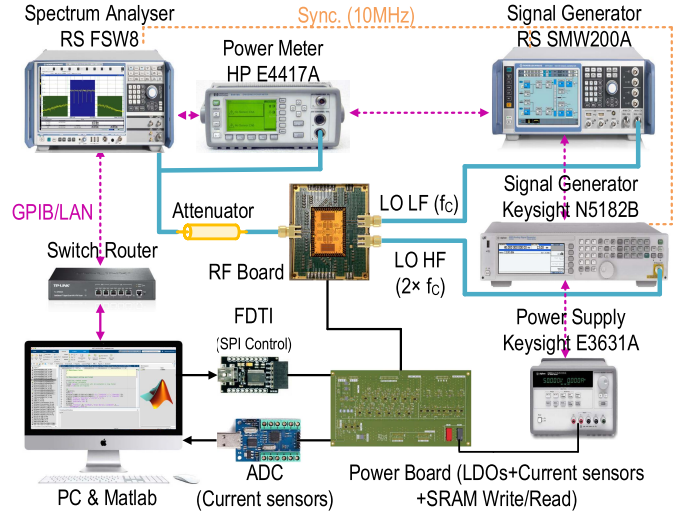 Spectrum Analyser
RS FSW8
Sync. (10MHz)
Signal Generator
RS SMW200A
Power Meter
HP E4417A
GPIB/LAN
Attenuator
LO LF (fC)
Signal Generator
Keysight N5182B
Switch Router
RF Board
LO HF
(2× fC)
TP-LINK
FDTI
(SPI Control)
Power Supply
Keysight E3631A
ADC
(Current sensors)
PC & Matlab
Power Board (LDOs+Current sensors
+SRAM Write/Read)